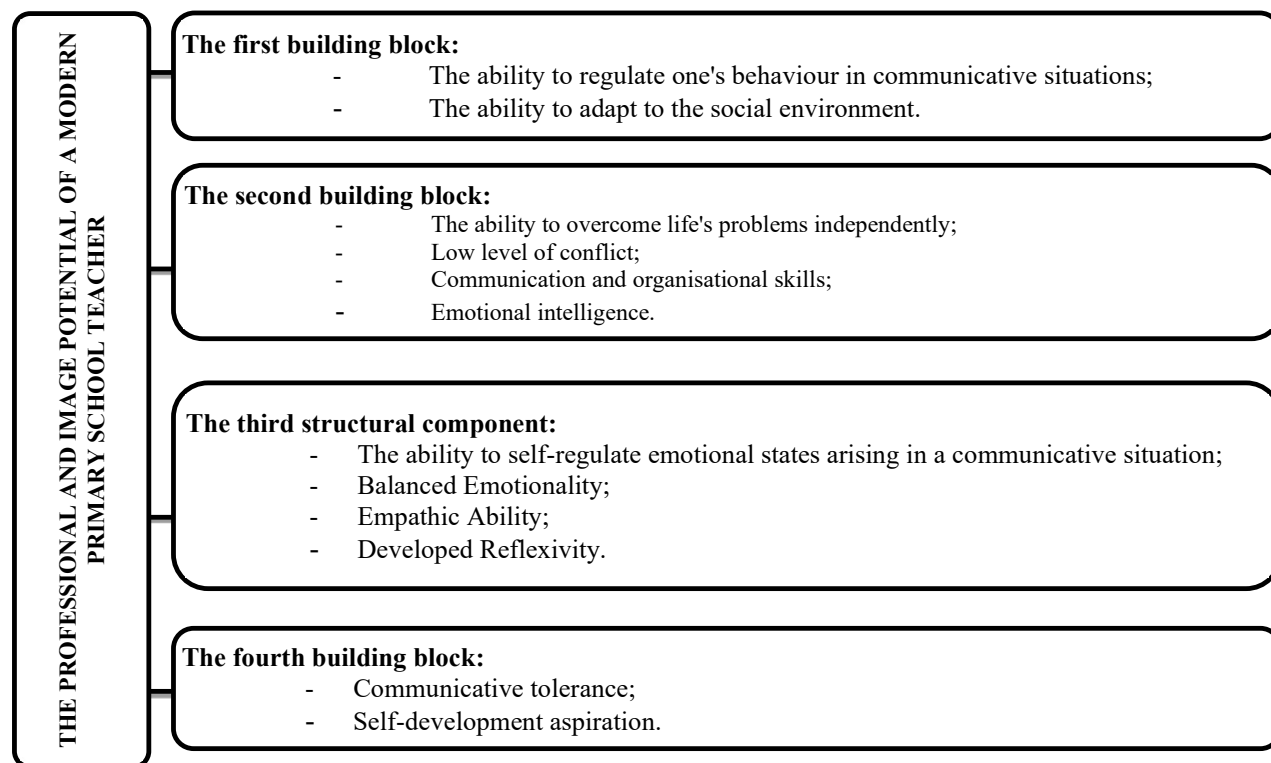 THE PROFESSIONAL AND IMAGE POTENTIAL OF A MODERN
PRIMARY SCHOOL TEACHER
The first building block:
- The ability to regulate one's behaviour in communicative situations;
- The ability to adapt to the social environment.
The second building block:
- The ability to overcome life's problems independently;
- Low level of conflict;
- Communication and organisational skills;
- Emotional intelligence.
The third structural component:
- The ability to self-regulate emotional states arising in a communicative situation;
- Balanced Emotionality;
- Empathic Ability;
- Developed Reflexivity.
The fourth building block:
- Communicative tolerance;
- Self-development aspiration.